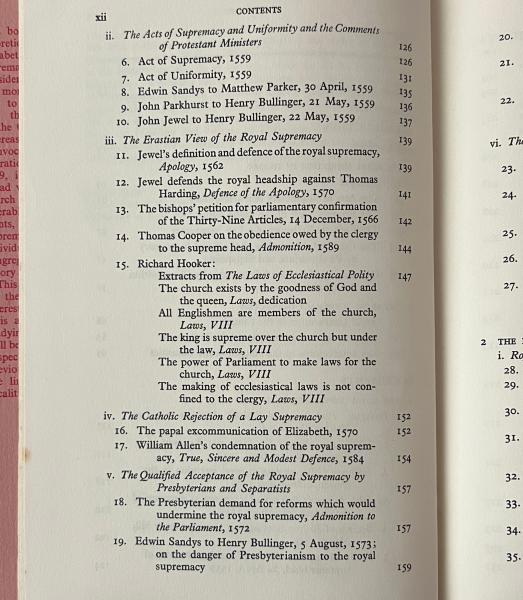 xii
CONTENTS
ii. The Acts of Supremacy and Uniformity and the Comments
of Protestant Ministers 126
6. Act of Supremacy, 1559 126
7. Act of Uniformity, 1559 131
8. Edwin Sandys to Matthew Parker, 30 April, 1559 135
9. John Parkhurst to Henry Bullinger, 21 May, 1559 136
10. John Jewel to Henry Bullinger, 22 May, 1559 137
iii. The Erastian View of the Royal Supremacy 139
11. Jewel's definition and defence of the royal supremacy,
Apology, 1562 139
12. Jewel defends the royal headship against Thomas
Harding, Defence of the Apology, 1570 141
13. The bishops' petition for parliamentary confirmation
of the Thirty-Nine Articles, 14 December, 1566 142
14. Thomas Cooper on the obedience owed by the clergy
to the supreme head, Admonition, 1589 144
15. Richard Hooker:
Extracts from The Laws of Ecclesiastical Polity 147
The church exists by the goodness of God and
the queen, Laws, dedication
All Englishmen are members of the church,
Laws, VIII
The king is supreme over the church but under
the law, Laws, VIII
The power of Parliament to make laws for the
church, Laws, VIII
The making of ecclesiastical laws is not con-
fined to the clergy, Laws, VIII
iv. The Catholic Rejection of a Lay Supremacy 152
16. The papal excommunication of Elizabeth, 1570 152
17. William Allen's condemnation of the royal suprem-
acy, True, Sincere and Modest Defence, 1584 154
v. The Qualified Acceptance of the Royal Supremacy by
Presbyterians and Separatists 157
18. The Presbyterian demand for reforms which would
undermine the royal supremacy, Admonition to
the Parliament, 1572 157
19. Edwin Sandys to Henry Bullinger, 5 August, 1573;
on the danger of Presbyterianism to the royal
supremacy 159
20.
21.
22.
vi. The
23.
24.
25.
26.
27.
2 THE
i. Ro
28.
29.
30.
31.
32.
33.
34.
35.